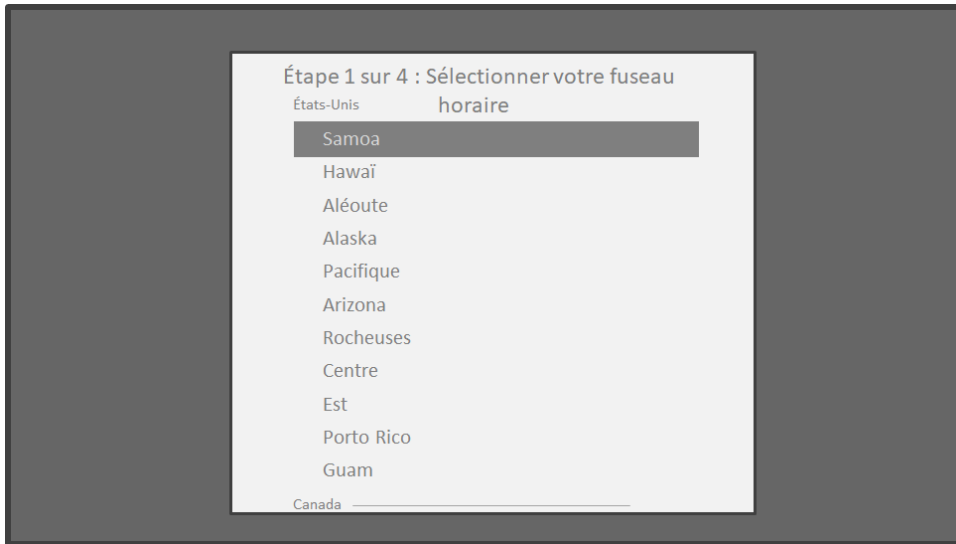 Étape 1 sur 4 : Sélectionner votre fuseau
horaire
États-Unis
Samoa
Hawaï
Aléoute
Alaska
Pacifique
Arizona
Rocheuses
Centre
Est
Porto Rico
Guam
Canada